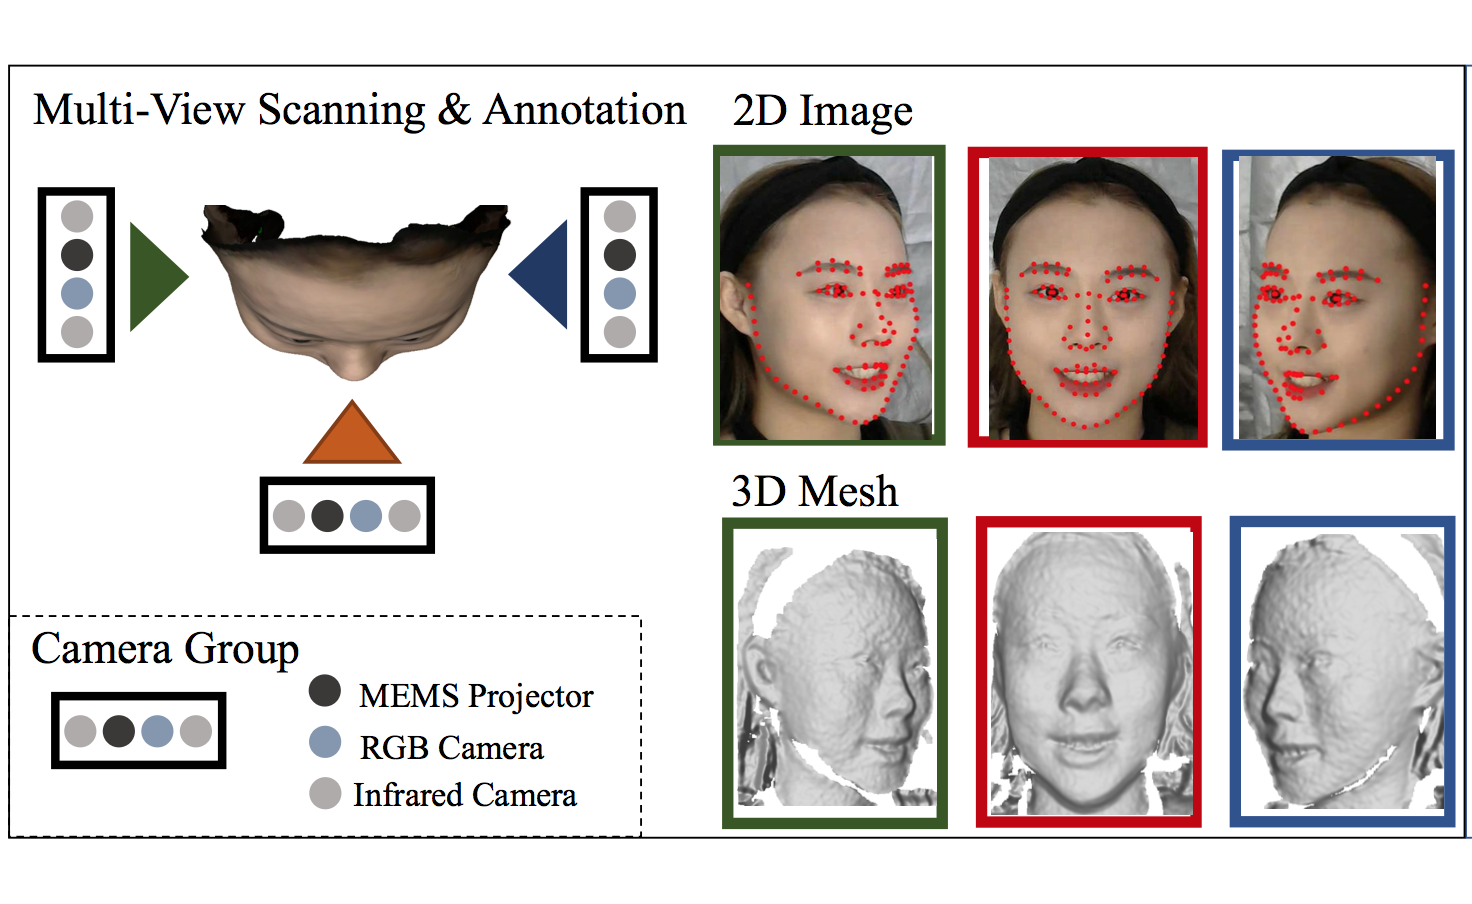 Multi-View Scanning & Annotation
2D Image
3D Mesh
Camera Group
MEMS Projector
RGB Camera
Infrared Camera